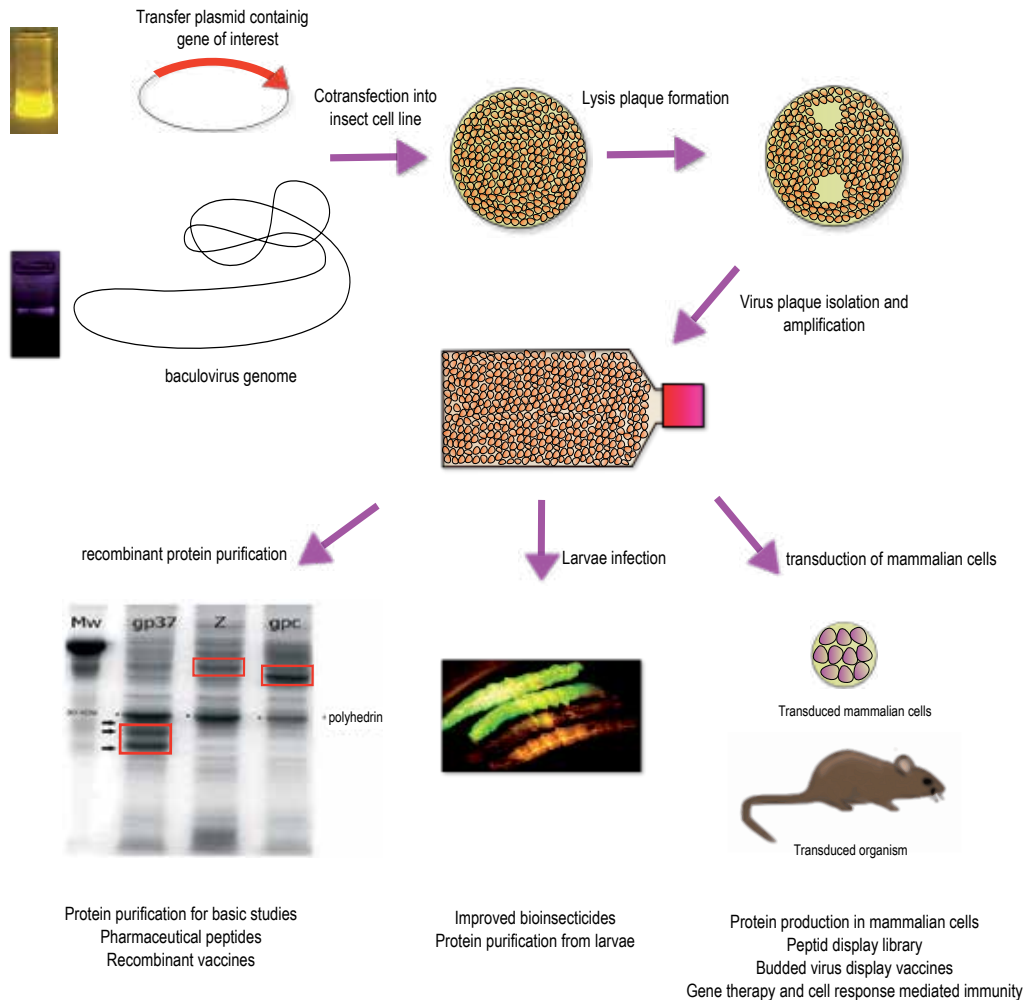 Transfer plasmid containig
gene of interest
Cotransfection into
insect cell line
Lysis plaque formation
baculovirus genome
Virus plaque isolation and
amplification
recombinant protein purification
Larvae infection
transduction of mammalian cells
Mw gp37 Z gpc
polyhedrin
Transduced mammalian cells
Transduced organism
Protein purification for basic studies
Pharmaceutical peptides
Recombinant vaccines
Improved bioinsecticides
Protein purification from larvae
Protein production in mammalian cells
Peptid display library
Budded virus display vaccines
Gene therapy and cell response mediated immunity